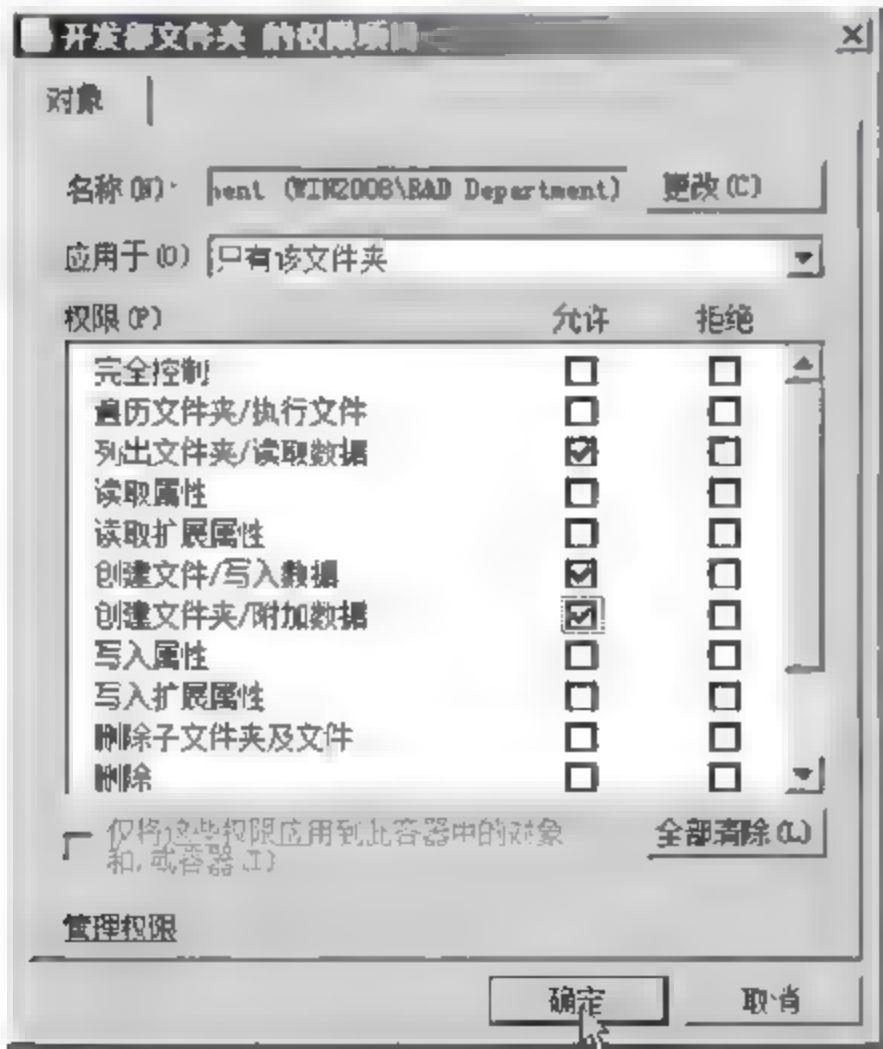 开发部文件夹 的权限项目
对象
名称(N): ment (WIN2008\RAD Department) 更改(C)
应用于(O) 只有该文件夹
权限(P) 允许 拒绝
完全控制
遍历文件夹/执行文件
列出文件夹/读取数据
读取属性
读取扩展属性
创建文件/写入数据
创建文件夹/附加数据
写入属性
写入扩展属性
删除子文件夹及文件
删除
仅将这些权限应用到此容器中的对象 全部清除(L)
和/或容器(T)
管理权限
确定 取消